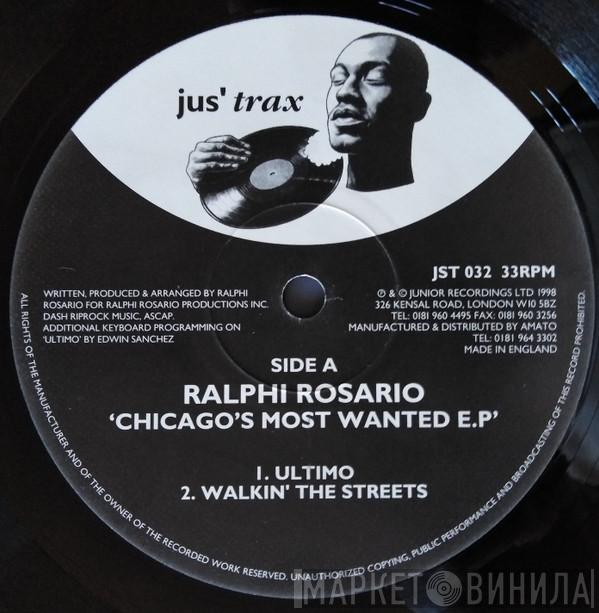 jus' trax
JST 032 33RPM
WRITTEN, PRODUCED & ARRANGED BY RALPHI
ROSARIO FOR RALPHI ROSARIO PRODUCTIONS INC.
DASH RIPROCK MUSIC, ASCAP.
ADDITIONAL KEYBOARD PROGRAMMING ON
'ULTIMO' BY EDWIN SANCHEZ
℗ & © JUNIOR RECORDINGS LTD 1998
326 KENSAL ROAD, LONDON W10 5BZ
TEL: 0181 960 4495 FAX: 0181 960 3256
MANUFACTURED & DISTRIBUTED BY AMATO
TEL: 0181 964 3302
MADE IN ENGLAND
SIDE A
RALPHI ROSARIO
'CHICAGO'S MOST WANTED E.P'
1. ULTIMO
2. WALKIN' THE STREETS
ALL RIGHTS OF THE MANUFACTURER AND OF THE OWNER OF THE RECORDED WORK RESERVED. UNAUTHORIZED COPYING, PUBLIC PERFORMANCE AND BROADCASTING OF THIS RECORD PROHIBITED.
МАРКЕТ ВИНИЛА